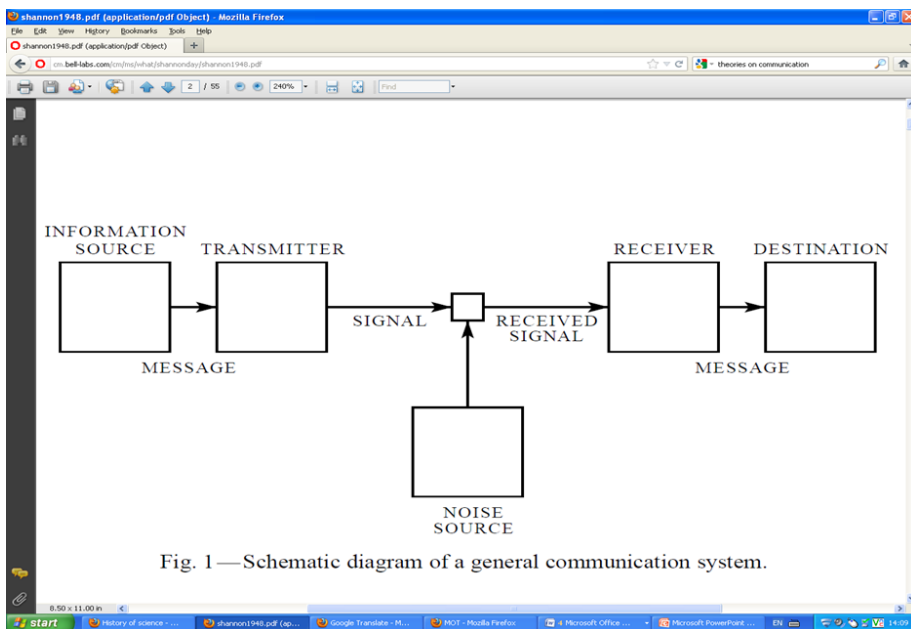 shannon1948.pdf (application/pdf Object) - Mozilla Firefox
File Edit View History Bookmarks Tools Help
shannon1948.pdf (application/pdf Object) +
cm.bell-labs.com/cm/ms/what/shannonday/shannon1948.pdf theories on communication
2 / 55 240% Find
INFORMATION
SOURCE TRANSMITTER RECEIVER DESTINATION
SIGNAL RECEIVED
SIGNAL
MESSAGE MESSAGE
NOISE
SOURCE
Fig. 1—Schematic diagram of a general communication system.
8.50 x 11.00 in
start History of science - ... shannon1948.pdf (ap... Google Translate - M... MOT - Mozilla Firefox 4 Microsoft Office ... Microsoft PowerPoint ... EN 14:09